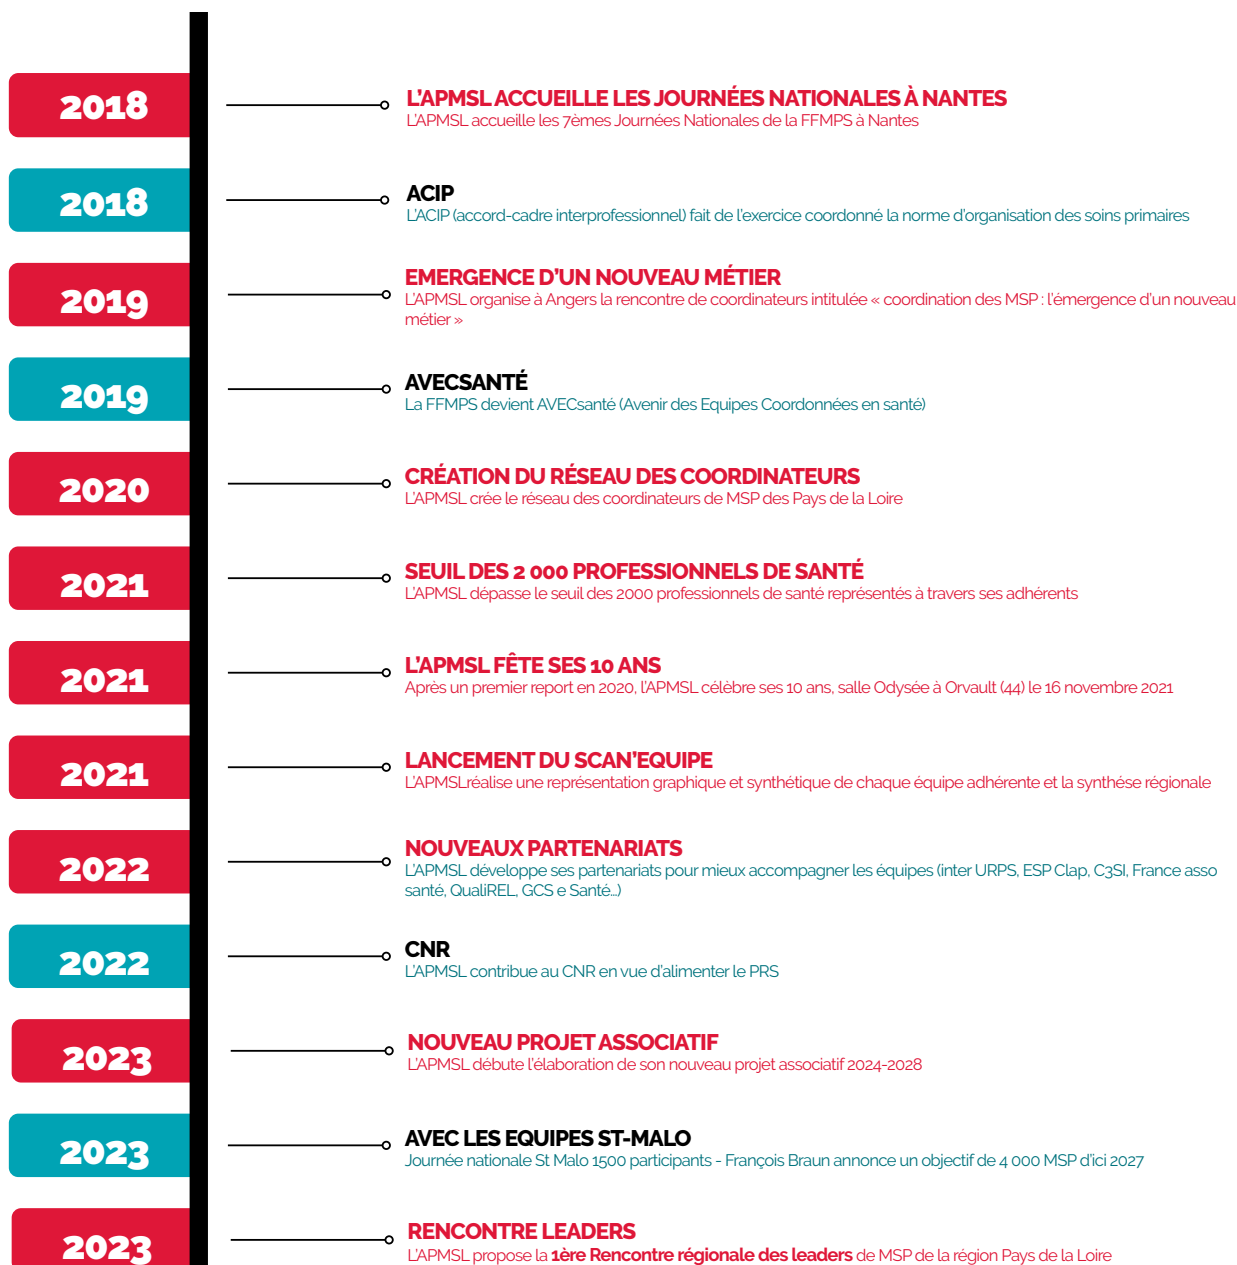 2018
L'APMSL ACCUEILLE LES JOURNÉES NATIONALES À NANTES
L'APMSL accueille les 7èmes Journées Nationales de la FFMPS à Nantes
2018
ACIP
L'ACIP (accord-cadre interprofessionnel) fait de l'exercice coordonné la norme d'organisation des soins primaires
2019
EMERGENCE D'UN NOUVEAU MÉTIER
L'APMSL organise à Angers la rencontre de coordinateurs intitulée « coordination des MSP : l'émergence d'un nouveau
métier »
2019
AVECSANTÉ
La FFMPS devient AVECsanté (Avenir des Equipes Coordonnées en santé)
2020
CRÉATION DU RÉSEAU DES COORDINATEURS
L'APMSL crée le réseau des coordinateurs de MSP des Pays de la Loire
2021
SEUIL DES 2 000 PROFESSIONNELS DE SANTÉ
L'APMSL dépasse le seuil des 2000 professionnels de santé représentés à travers ses adhérents
2021
L'APMSL FÊTE SES 10 ANS
Après un premier report en 2020, l'APMSL célèbre ses 10 ans, salle Odysée à Orvault (44) le 16 novembre 2021
2021
LANCEMENT DU SCAN'EQUIPE
L'APMSLréalise une représentation graphique et synthétique de chaque équipe adhérente et la synthése régionale
2022
NOUVEAUX PARTENARIATS
L'APMSL développe ses partenariats pour mieux accompagner les équipes (inter URPS, ESP Clap, C3SI, France asso
santé, QualiREL, GCS e Santé...)
2022
CNR
L'APMSL contribue au CNR en vue d'alimenter le PRS
2023
NOUVEAU PROJET ASSOCIATIF
L'APMSL débute l'élaboration de son nouveau projet associatif 2024-2028
2023
AVEC LES EQUIPES ST-MALO
Journée nationale St Malo 1500 participants - François Braun annonce un objectif de 4 000 MSP d'ici 2027
2023
RENCONTRE LEADERS
L'APMSL propose la 1ère Rencontre régionale des leaders de MSP de la région Pays de la Loire